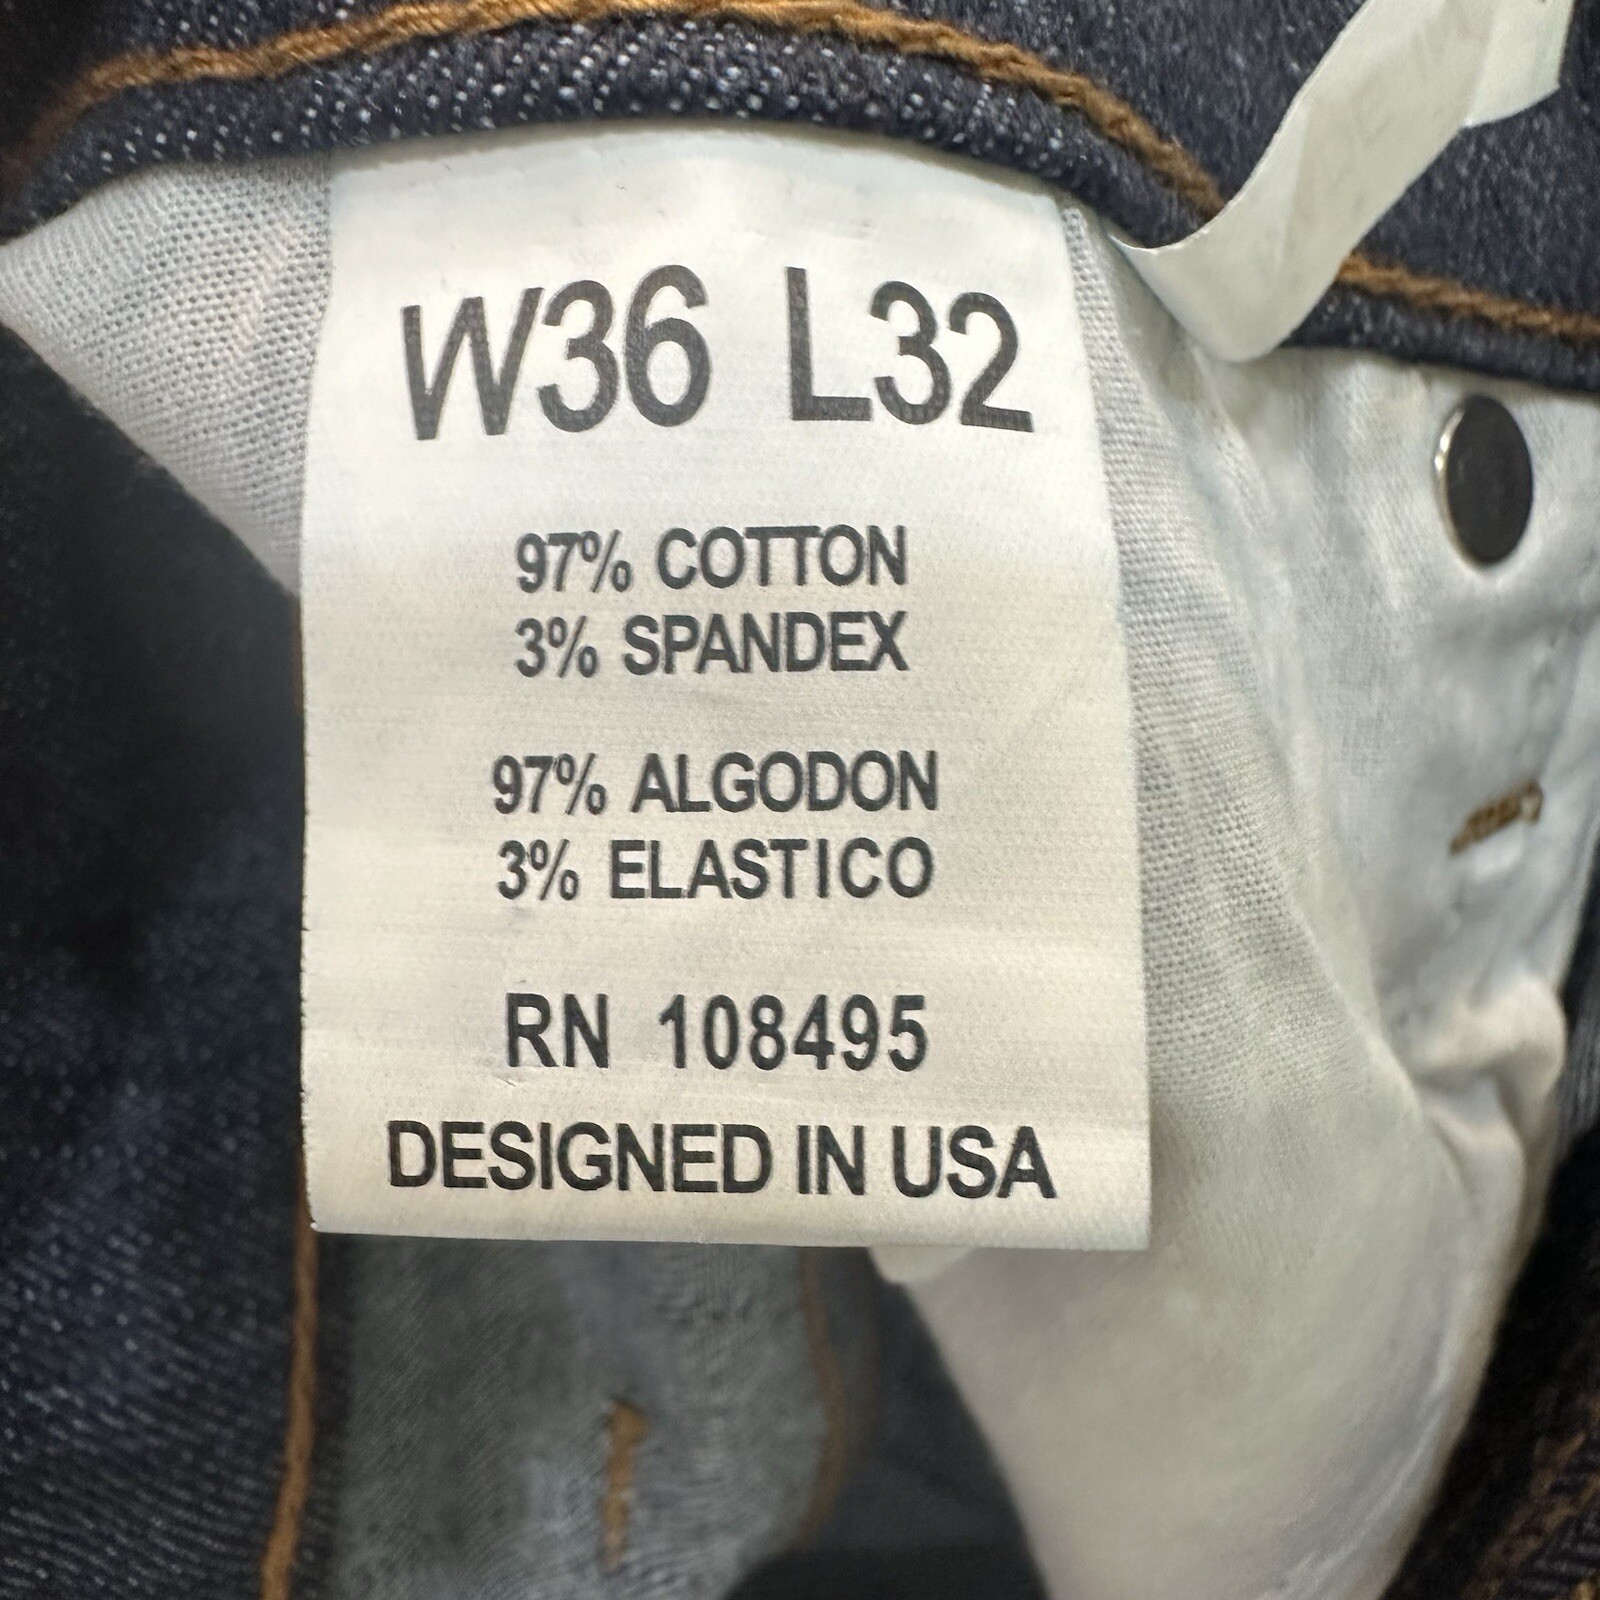 W36 L32
97% COTTON
3% SPANDEX
97% ALGODON
3% ELASTICO
RN 108495
DESIGNED IN USA